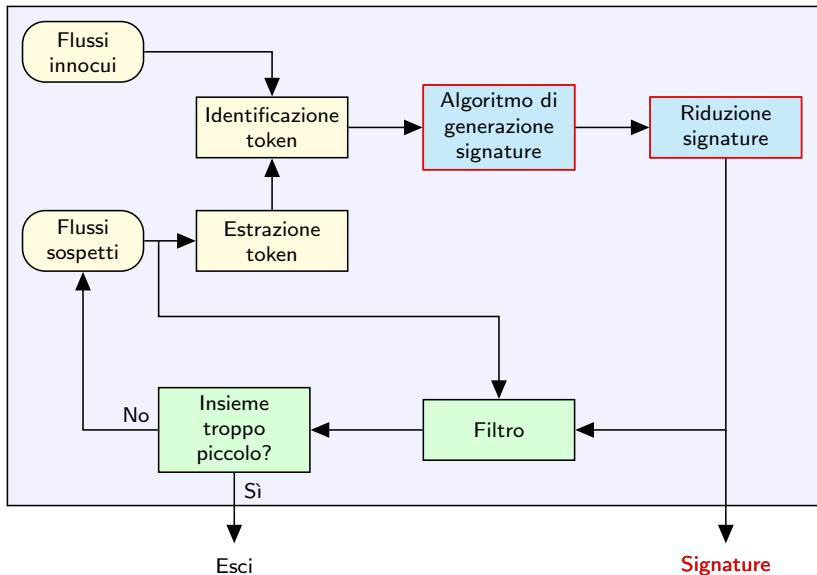 Flussi
innocui
Identificazione
token
Algoritmo di
generazione
signature
Riduzione
signature
Flussi
sospetti
Estrazione
token
No
Insieme
troppo
piccolo?
Filtro
Sì
Esci
Signature